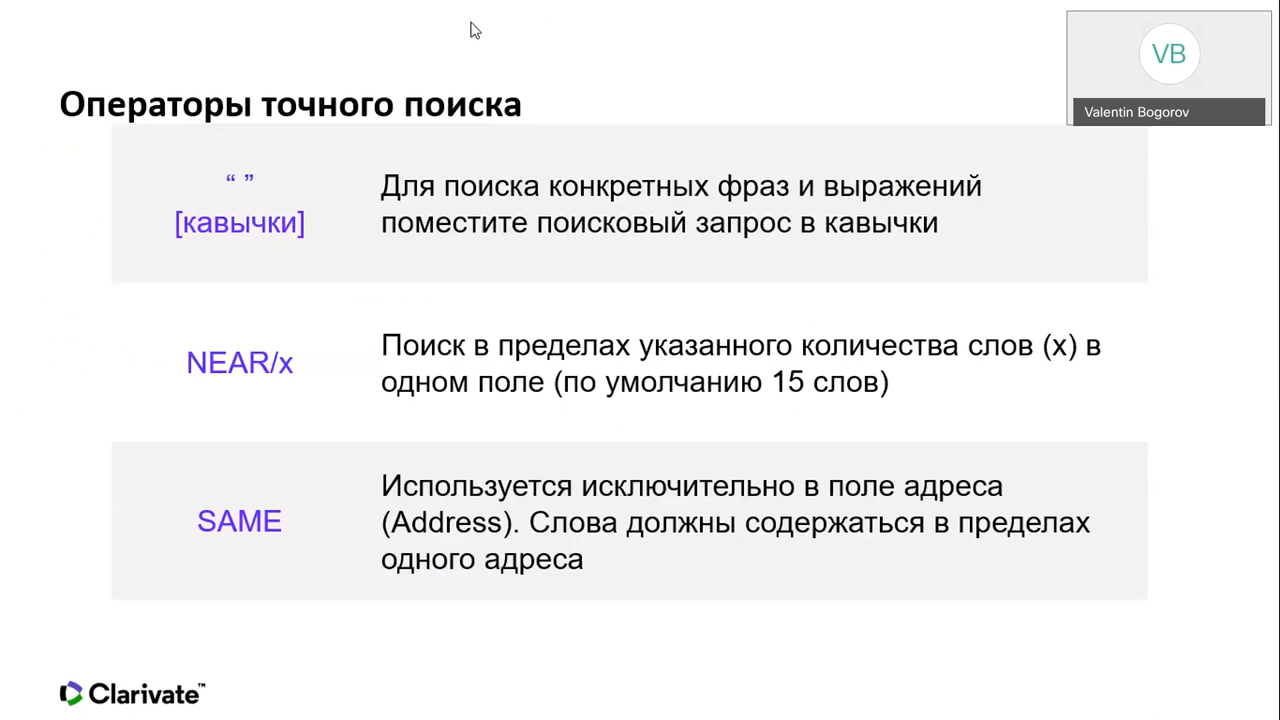 VB
Valentin Bogorov
Операторы точного поиска
“ ”
[кавычки]
Для поиска конкретных фраз и выражений
поместите поисковый запрос в кавычки
NEAR/x
Поиск в пределах указанного количества слов (x) в
одном поле (по умолчанию 15 слов)
SAME
Используется исключительно в поле адреса
(Address). Слова должны содержаться в пределах
одного адреса
Clarivate™